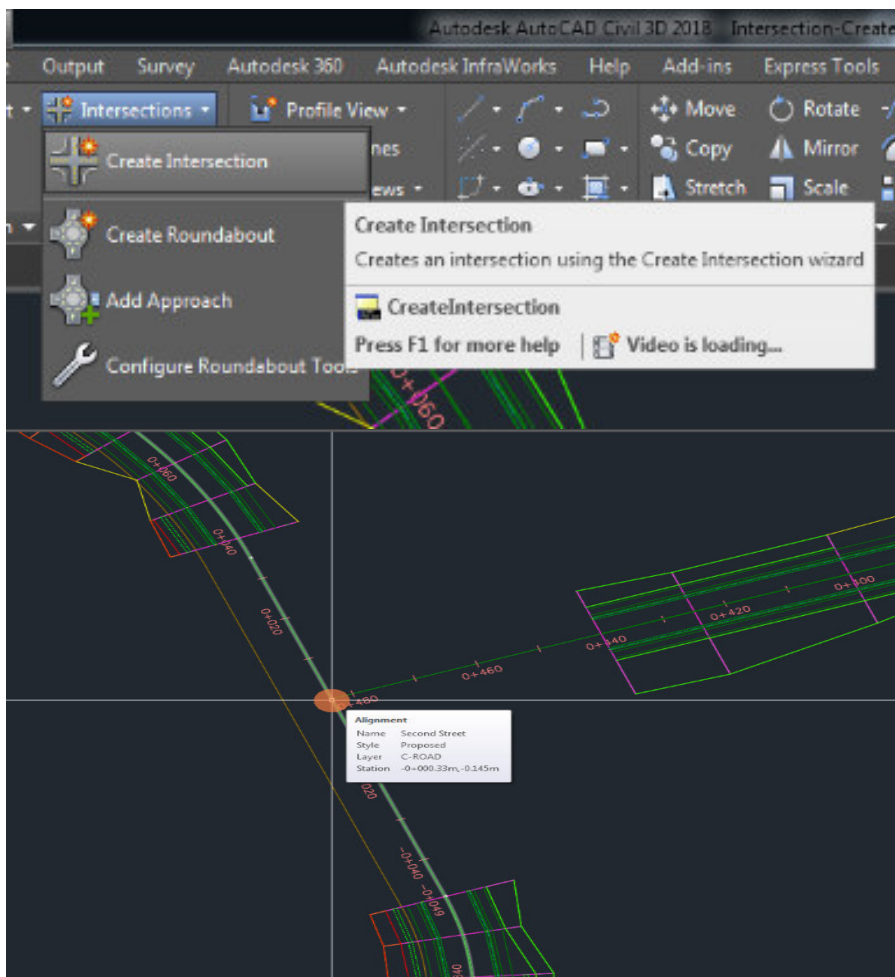 Autodesk AutoCAD Civil 3D 2018 Intersection-Create
Output Survey Autodesk 360 Autodesk InfraWorks Help Add-ins Express Tools
Intersections Profile View Move Rotate
Create Intersection Copy Mirror
Stretch Scale
Create Roundabout
Add Approach
Configure Roundabout Tools
Create Intersection
Creates an intersection using the Create Intersection wizard
CreateIntersection
Press F1 for more help Video is loading...
0+060
0+060
0+040
0+020
0+400
0+420
0+440
0+460
0+480
Alignment
Name Second Street
Style Proposed
Layer C-ROAD
Station -0+000.33m,-0.145m
020
-0+040
-0+049